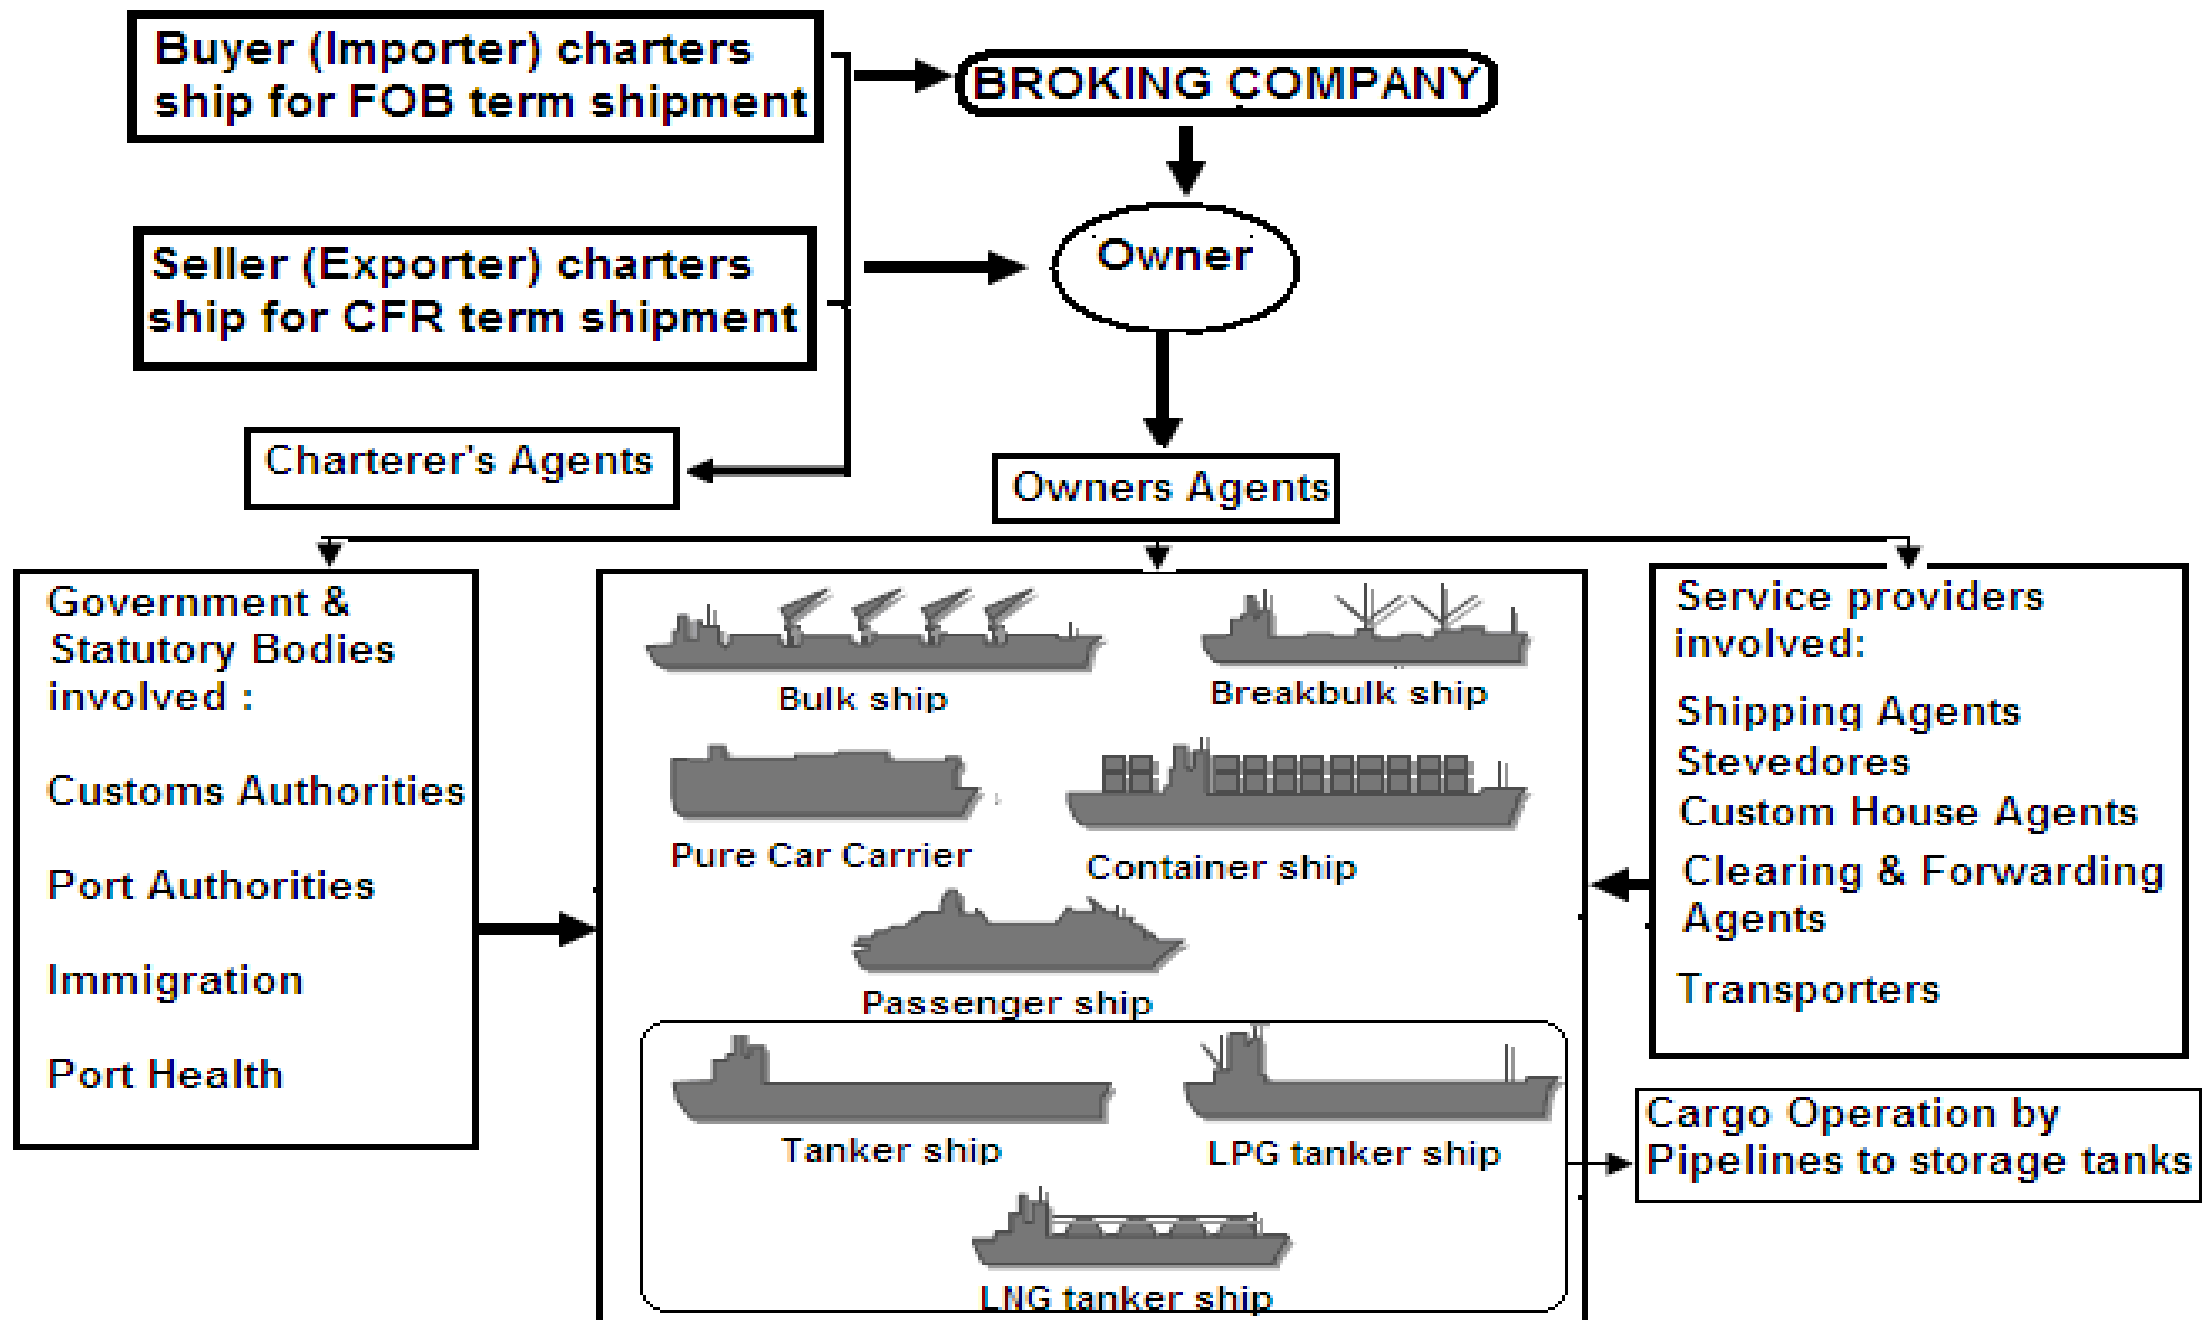 Buyer (Importer) charters
ship for FOB term shipment
BROKING COMPANY
Seller (Exporter) charters
ship for CFR term shipment
Owner
Charterer's Agents
Owners Agents
Government &
Statutory Bodies
involved :
Customs Authorities
Port Authorities
Immigration
Port Health
Bulk ship
Breakbulk ship
Pure Car Carrier
Container ship
Passenger ship
Tanker ship
LPG tanker ship
LNG tanker ship
Service providers
involved:
Shipping Agents
Stevedores
Custom House Agents
Clearing & Forwarding
Agents
Transporters
Cargo Operation by
Pipelines to storage tanks